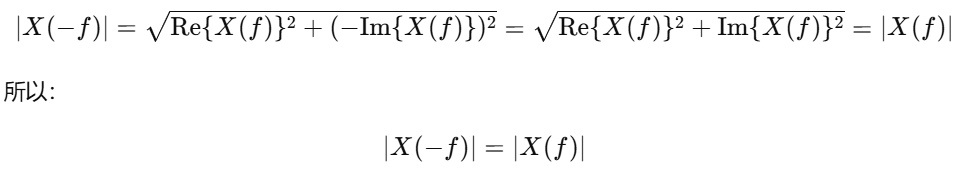 |X(−f)| = √(Re{X(f)}² + (−Im{X(f)})²) = √(Re{X(f)}² + Im{X(f)}²) = |X(f)|
所以：
|X(−f)| = |X(f)|